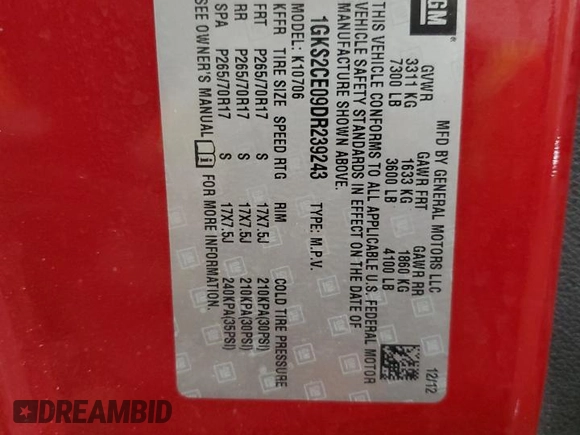 GM
MFD BY GENERAL MOTORS LLC
12/12
GVWR GAWR FRT GAWR RR
3311 KG 1633 KG 1860 KG
7300 LB 3600 LB 4100 LB
THIS VEHICLE CONFORMS TO ALL APPLICABLE U.S. FEDERAL MOTOR
VEHICLE SAFETY STANDARDS IN EFFECT ON THE DATE OF
MANUFACTURE SHOWN ABOVE.
1GKS2CE09DR239243 TYPE: M.P.V.
MODEL: K10706
KFFR TIRE SIZE SPEED RTG RIM COLD TIRE PRESSURE
FRT P265/70R17 S 17X7.5J 210KPA(30PSI)
RR P265/70R17 S 17X7.5J 210KPA(30PSI)
SPA P265/70R17 S 17X7.5J 240KPA(35PSI)
SEE OWNER'S MANUAL FOR MORE INFORMATION.
DREAMBID